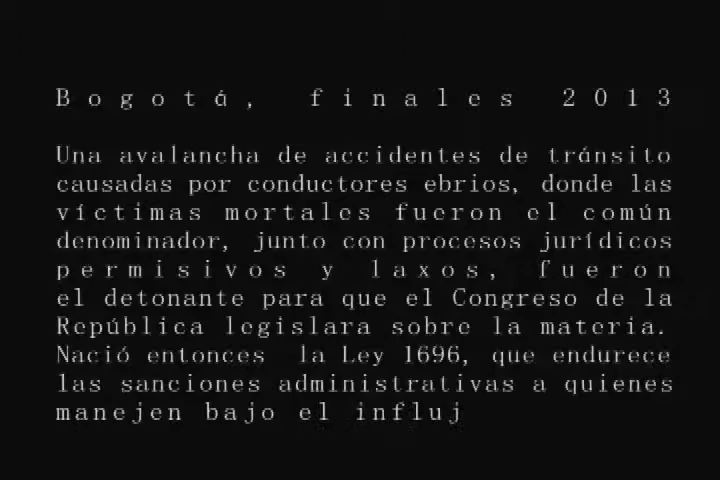 Bogotá, finales 2013
Una avalancha de accidentes de tránsito
causadas por conductores ebrios, donde las
víctimas mortales fueron el común
denominador, junto con procesos jurídicos
permisivos y laxos, fueron
el detonante para que el Congreso de la
República legislara sobre la materia.
Nació entonces la Ley 1696, que endurece
las sanciones administrativas a quienes
manejen bajo el influj